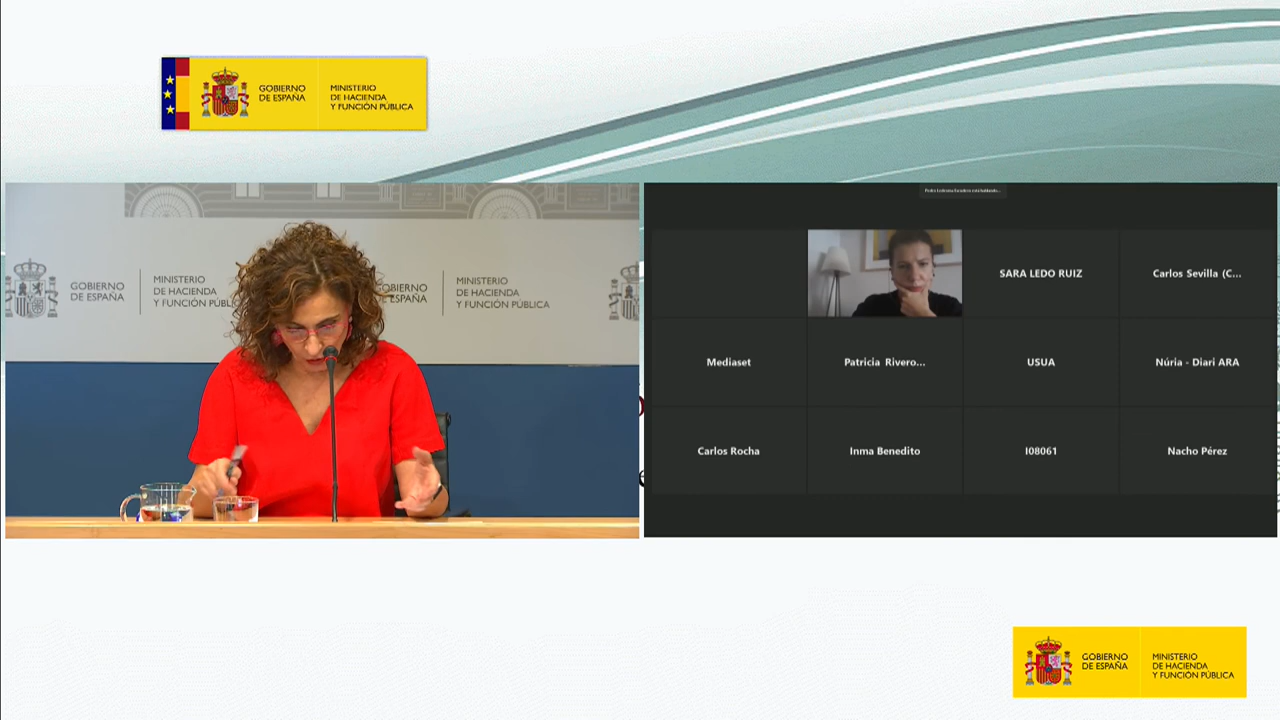 GOBIERNO
DE ESPAÑA
MINISTERIO
DE HACIENDA
Y FUNCIÓN PÚBLICA
GOBIERNO
DE ESPAÑA
MINISTERIO
DE HACIENDA
Y FUNCIÓN PÚBLIC
GOBIERNO
ESPAÑA
MINISTERIO
DE HACIENDA
Y FUNCIÓN PÚBLICA
SARA LEDO RUIZ
Carlos Sevilla (C...
Mediaset
Patricia Rivero...
USUA
Núria - Diari ARA
Carlos Rocha
Inma Benedito
I08061
Nacho Pérez
GOBIERNO
DE ESPAÑA
MINISTERIO
DE HACIENDA
Y FUNCIÓN PÚBLICA